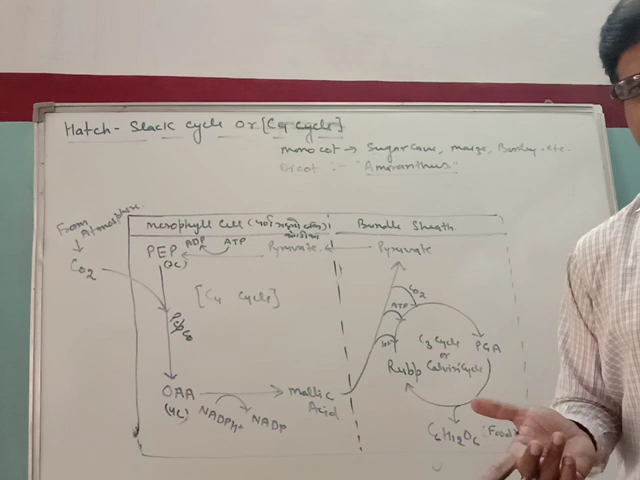 Hatch - Slack cycle Or [C4 cycle]
monocot → Sugarcane, maize, Barley. etc.
Dicot :- "Amaranthus"
From Atmosphere
CO2
Mesophyll Cell
Bundle Sheath
PEP
(3C)
ADP
ATP
Pyruvate
Pyruvate
[C4 cycle]
CO2
ATP
C3 cycle
or
Rubp Calvin Cycle
PGA
OAA
(4C)
NADPH+
NADP
Mallic
Acid
C6H12O6 : Food